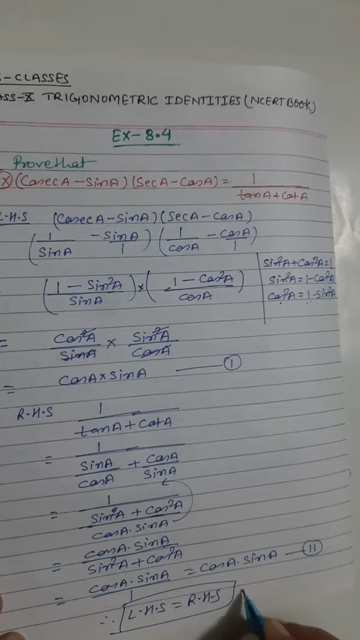 S-CLASSES
ASS-X TRIGONOMETRIC IDENTITIES (NCERT BOOK)
EX-8.4
Prove that
ⓧ (CosecA-SinA)(SecA-CosA) = 1/(tanA+CotA)
L.H.S (CosecA-SinA)(SecA-CosA)
(1/SinA - SinA/1)(1/CosA - CosA/1)
((1-Sin²A)/SinA)×((1-Cos²A)/CosA)
Sin²A+Cos²A=1
Sin²A=1-Cos²A
Cos²A=1-Sin²A
= Cos²A/SinA × Sin²A/CosA
= CosA×SinA —— Ⓘ
R.H.S 1/(tanA+CotA)
= 1/(SinA/CosA + CosA/SinA)
= 1/((Sin²A+Cos²A)/(CosA.SinA))
= CosA.SinA/(Sin²A+Cos²A)
= CosA.SinA/1 = CosA.SinA —— II
∴ L.H.S = R.H.S